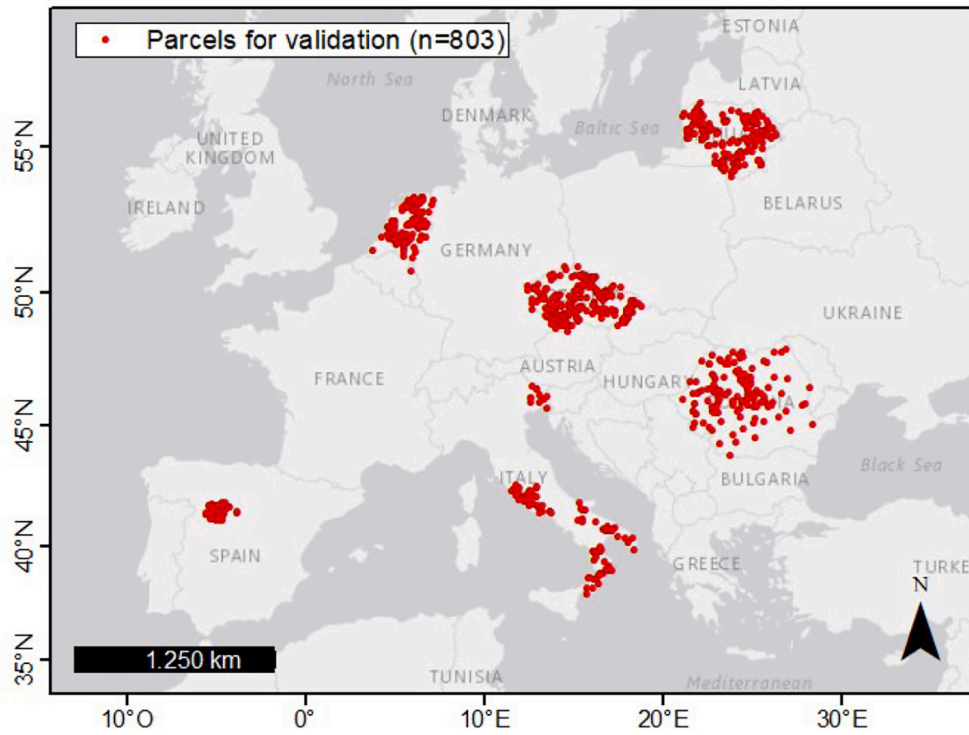 Parcels for validation (n=803)
ESTONIA
North Sea
LATVIA
DENMARK
Baltic Sea
55°N
UNITED
KINGDOM
BELARUS
IRELAND
GERMANY
50°N
UKRAINE
AUSTRIA
FRANCE
HUNGARY
45°N
Black Sea
ITALY
BULGARIA
40°N
SPAIN
GREECE
TURKE
N
1.250 km
35°N
TUNISIA
Mediterranean
10°O
0°
10°E
20°E
30°E